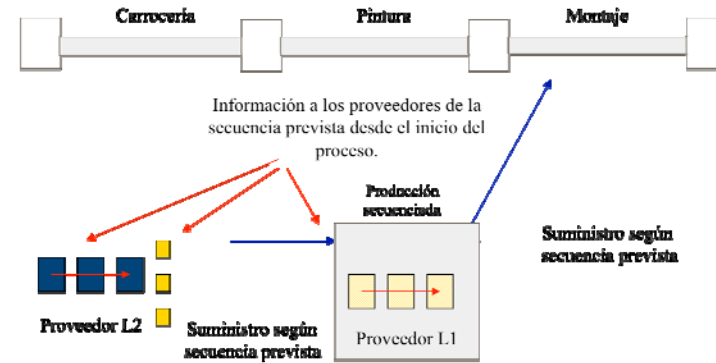 Carrocería
Pintura
Montaje
Información a los proveedores de la
secuencia prevista desde el inicio del
proceso.
Producción
secuenciada
Suministro según
secuencia prevista
Proveedor L2
Suministro según
secuencia prevista
Proveedor L1